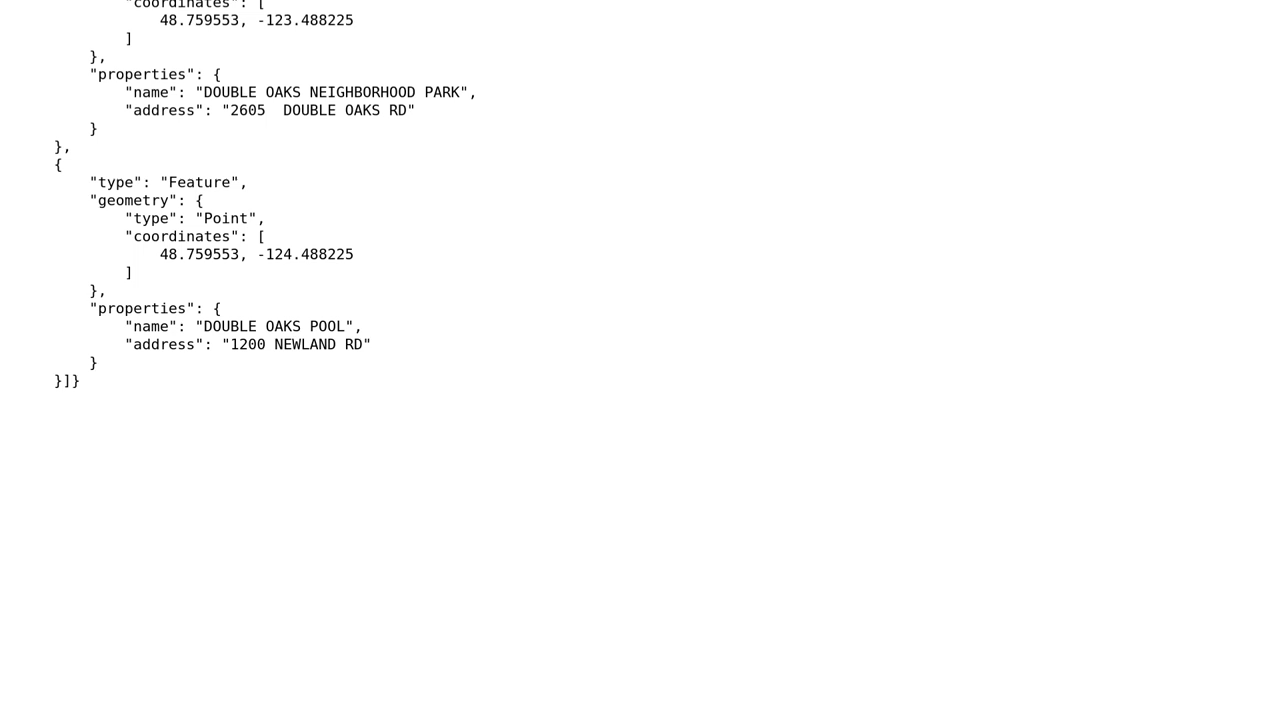 "coordinates": [
48.759553, -123.488225
]
},
"properties": {
"name": "DOUBLE OAKS NEIGHBORHOOD PARK",
"address": "2605  DOUBLE OAKS RD"
}
},
{
"type": "Feature",
"geometry": {
"type": "Point",
"coordinates": [
48.759553, -124.488225
]
},
"properties": {
"name": "DOUBLE OAKS POOL",
"address": "1200 NEWLAND RD"
}
}]}